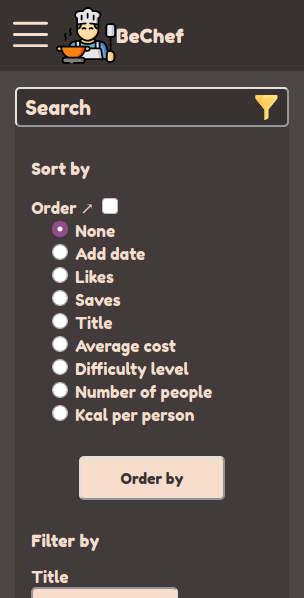 BeChef
Search
Sort by
Order ↗
None
Add date
Likes
Saves
Title
Average cost
Difficulty level
Number of people
Kcal per person
Order by
Filter by
Title